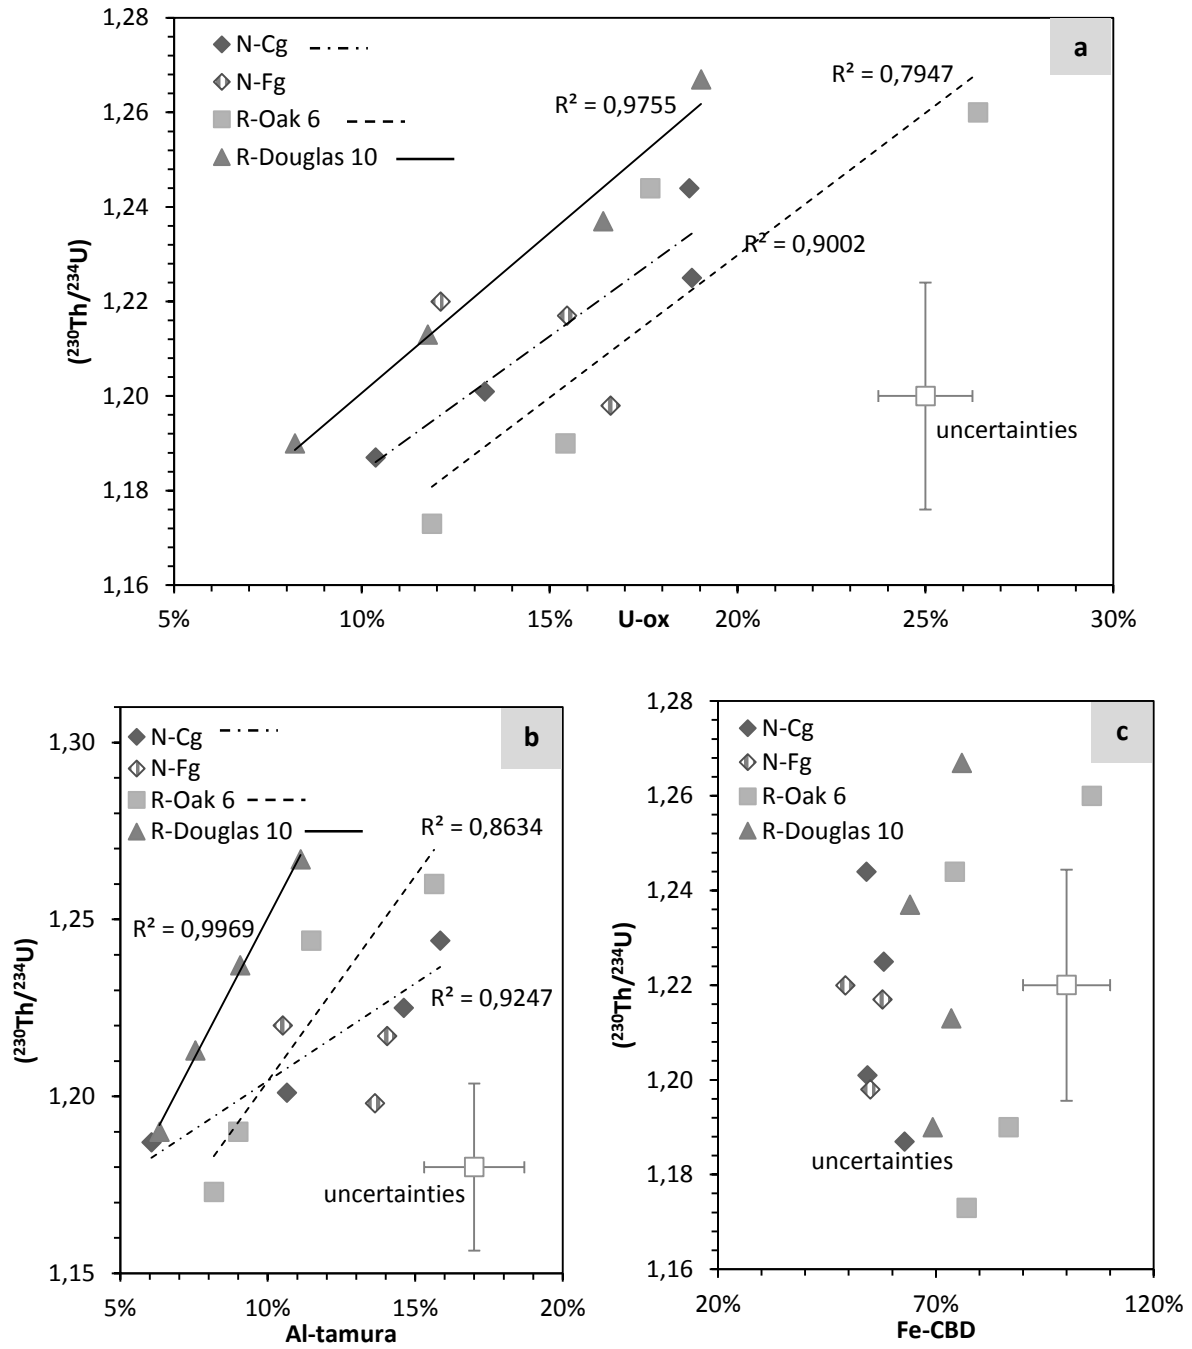 1,28
1,26
1,24
1,22
1,20
1,18
1,16
(²³⁰Th/²³⁴U)
N-Cg
N-Fg
R-Oak 6
R-Douglas 10
a
R² = 0,9755
R² = 0,7947
R² = 0,9002
uncertainties
5%
10%
15%
20%
25%
30%
U-ox
1,30
1,25
1,20
1,15
(²³⁰Th/²³⁴U)
N-Cg
N-Fg
R-Oak 6
R-Douglas 10
b
R² = 0,8634
R² = 0,9969
R² = 0,9247
uncertainties
5%
10%
15%
20%
Al-tamura
1,28
1,26
1,24
1,22
1,20
1,18
1,16
(²³⁰Th/²³⁴U)
N-Cg
N-Fg
R-Oak 6
R-Douglas 10
c
uncertainties
20%
70%
120%
Fe-CBD